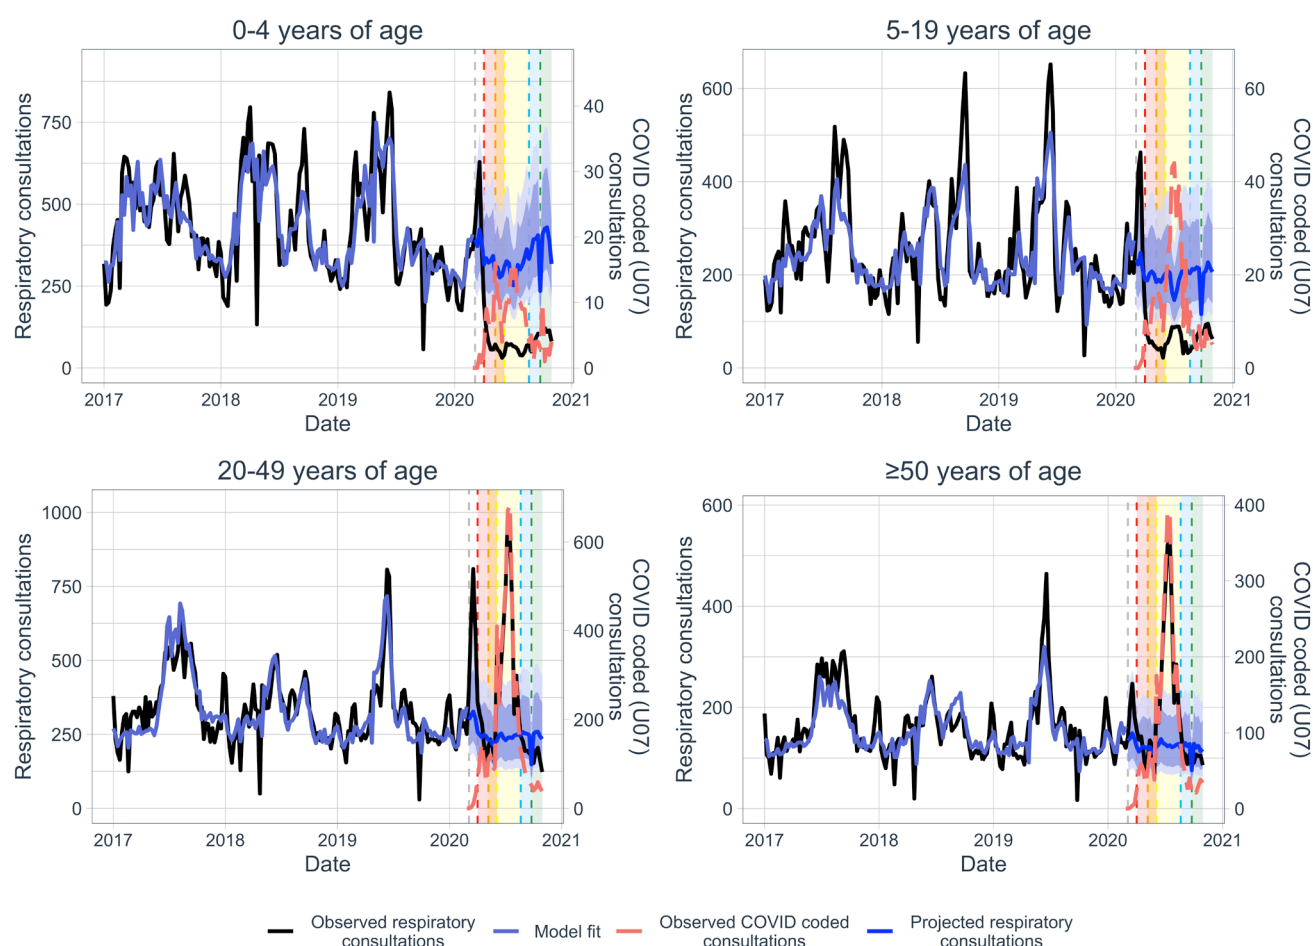 0-4 years of age
Respiratory consultations
750
500
250
0
40
30
20
10
0
COVID coded (U07)
consultations
2017
2018
2019
2020
2021
Date
5-19 years of age
Respiratory consultations
600
400
200
0
60
40
20
0
COVID coded (U07)
consultations
2017
2018
2019
2020
2021
Date
20-49 years of age
Respiratory consultations
1000
750
500
250
0
600
400
200
0
COVID coded (U07)
consultations
2017
2018
2019
2020
2021
Date
≥50 years of age
Respiratory consultations
600
400
200
0
400
300
200
100
0
COVID coded (U07)
consultations
2017
2018
2019
2020
2021
Date
Observed respiratory
consultations
Model fit
Observed COVID coded
consultations
Projected respiratory
consultations